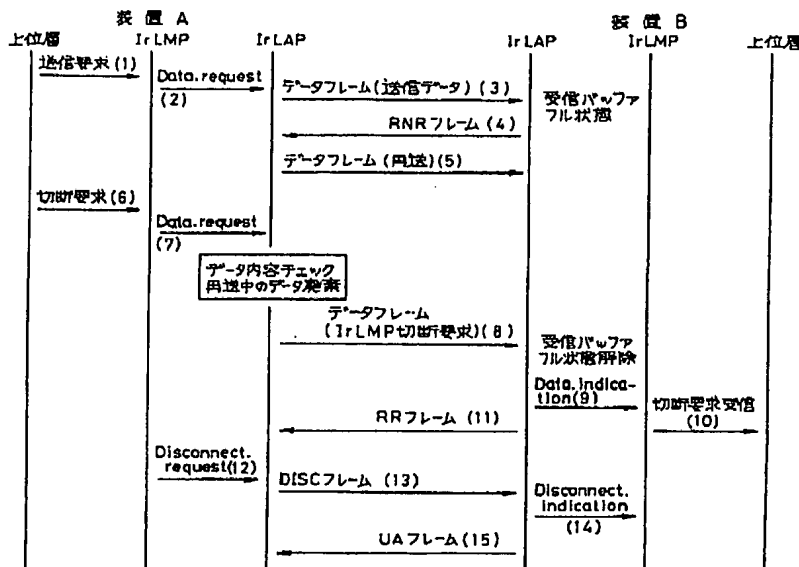 装置A
装置B
上位層
IrLMP
IrLAP
IrLAP
IrLMP
上位層
送信要求(1)
Data.request
(2)
データフレーム(送信データ)(3)
受信バッファ
フル状態
RNRフレーム(4)
データフレーム(再送)(5)
切断要求(6)
Data.request
(7)
データ内容チェック
再送中のデータ廃棄
データフレーム
(IrLMP切断要求)(8)
受信バッファ
フル状態解除
Data.indica-
tion(9)
切断要求受信
(10)
RRフレーム(11)
Disconnect.
request(12)
DISCフレーム(13)
Disconnect.
indication
(14)
UAフレーム(15)